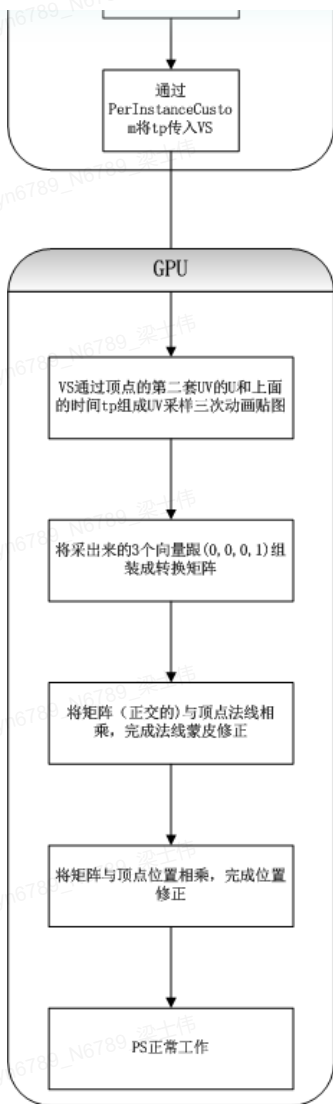 通过
PerInstanceCusto
m将tp传入VS
GPU
VS通过顶点的第二套UV的U和上面
的时间tp组成UV采样三次动画贴图
将采出来的3个向量跟(0,0,0,1)组
装成转换矩阵
将矩阵（正交的)与顶点法线相
乘，完成法线蒙皮修正
将矩阵与顶点位置相乘，完成位置
修正
PS正常工作